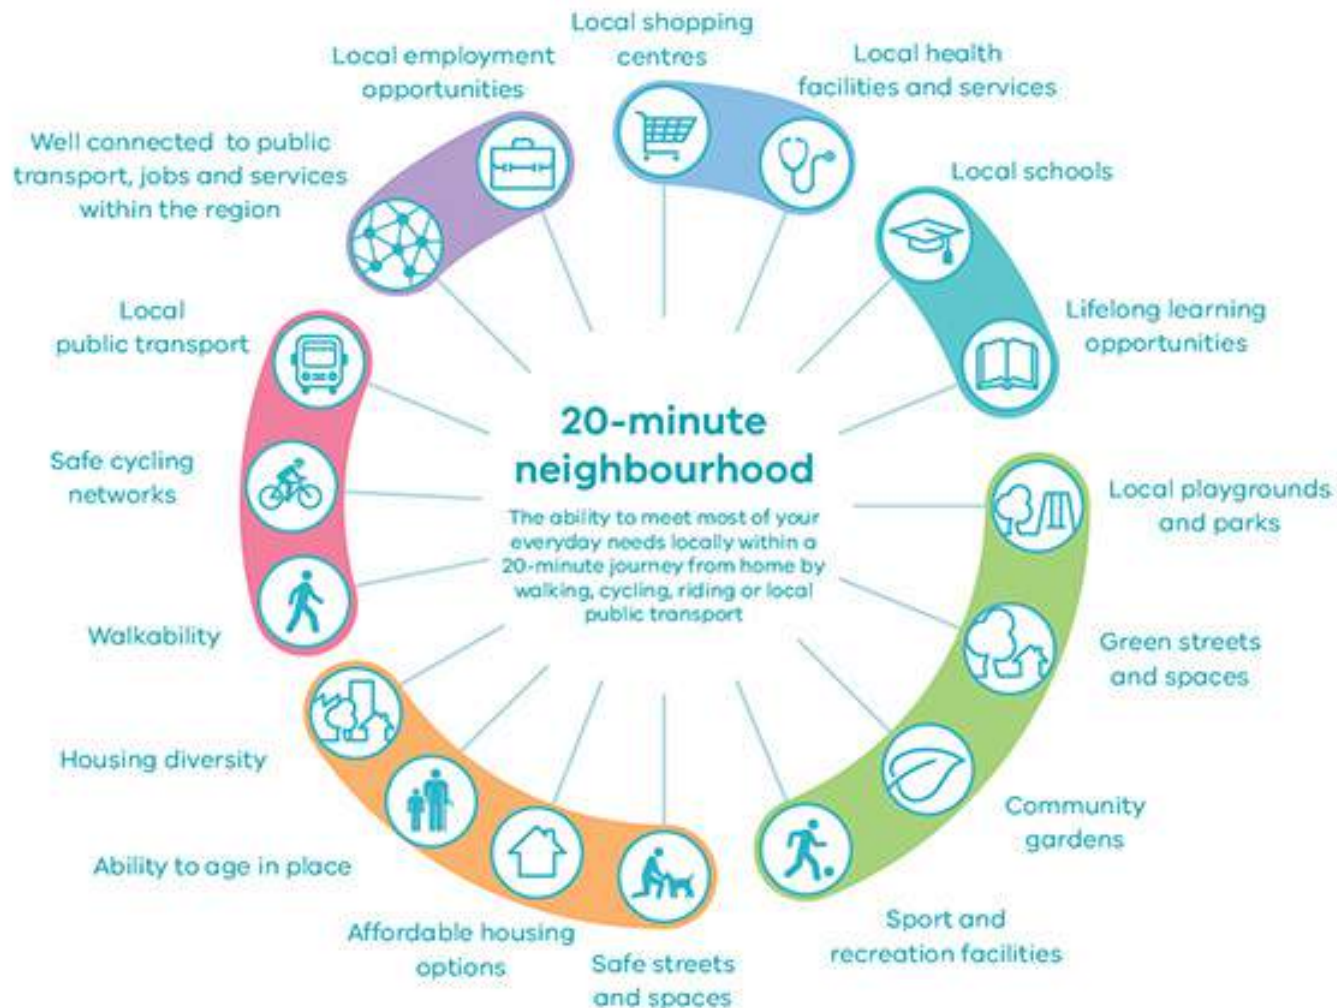 Local shopping
centres
Local health
facilities and services
Local schools
Lifelong learning
opportunities
Local playgrounds
and parks
Green streets
and spaces
Community
gardens
Sport and
recreation facilities
Safe streets
and spaces
Affordable housing
options
Ability to age in place
Housing diversity
Walkability
Safe cycling
networks
Local
public transport
Well connected to public
transport, jobs and services
within the region
Local employment
opportunities
20-minute
neighbourhood
The ability to meet most of your
everyday needs locally within a
20-minute journey from home by
walking, cycling, riding or local
public transport